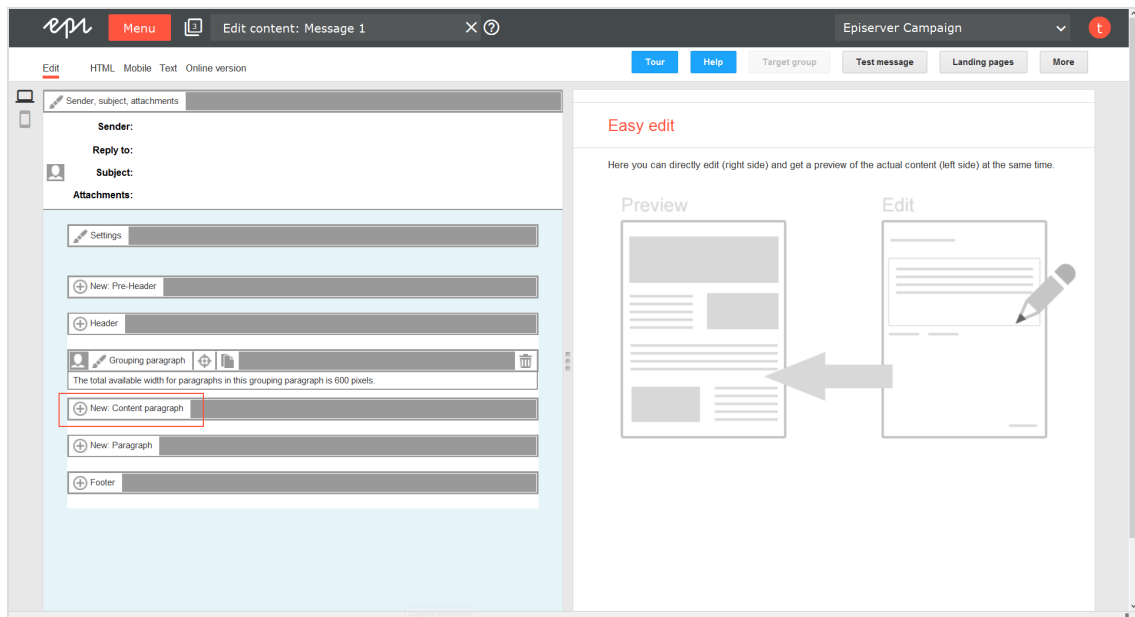 epi Menu 3 Edit content: Message 1 Episerver Campaign t
Edit HTML Mobile Text Online version Tour Help Target group Test message Landing pages More
Sender, subject, attachments
Sender:
Reply to:
Subject:
Attachments:
Settings
New: Pre-Header
Header
Grouping paragraph
The total available width for paragraphs in this grouping paragraph is 600 pixels.
New: Content paragraph
New: Paragraph
Footer
Easy edit
Here you can directly edit (right side) and get a preview of the actual content (left side) at the same time.
Preview Edit